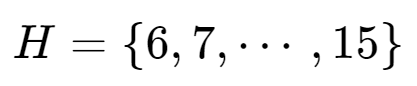 H = {6, 7, ⋯ , 15}